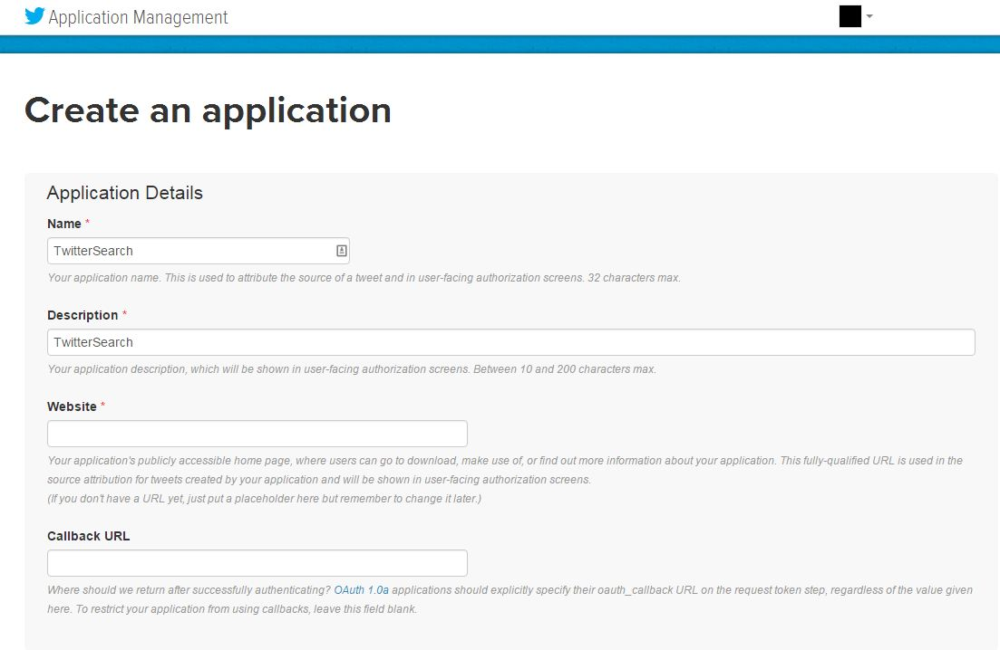 Application Management
Create an application
Application Details
Name *
TwitterSearch
Your application name. This is used to attribute the source of a tweet and in user-facing authorization screens. 32 characters max.
Description *
TwitterSearch
Your application description, which will be shown in user-facing authorization screens. Between 10 and 200 characters max.
Website *
Your application's publicly accessible home page, where users can go to download, make use of, or find out more information about your application. This fully-qualified URL is used in the
source attribution for tweets created by your application and will be shown in user-facing authorization screens.
(If you don't have a URL yet, just put a placeholder here but remember to change it later.)
Callback URL
Where should we return after successfully authenticating? OAuth 1.0a applications should explicitly specify their oauth_callback URL on the request token step, regardless of the value given
here. To restrict your application from using callbacks, leave this field blank.